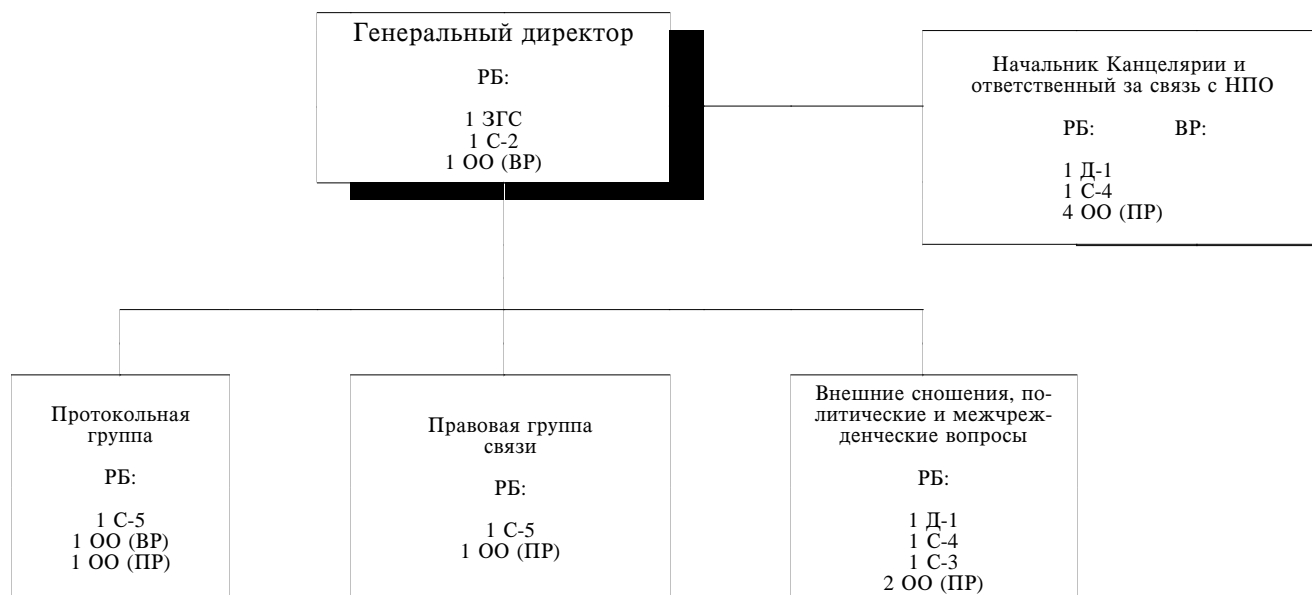 Генеральный директор
РБ:
1 ЗГС
1 С-2
1 ОО (ВР)
Начальник Канцелярии и
ответственный за связь с НПО
РБ: ВР:
1 Д-1
1 С-4
4 ОО (ПР)
Протокольная
группа
РБ:
1 С-5
1 ОО (ВР)
1 ОО (ПР)
Правовая группа
связи
РБ:
1 С-5
1 ОО (ПР)
Внешние сношения, по-
литические и межчреж-
денческие вопросы
РБ:
1 Д-1
1 С-4
1 С-3
2 ОО (ПР)